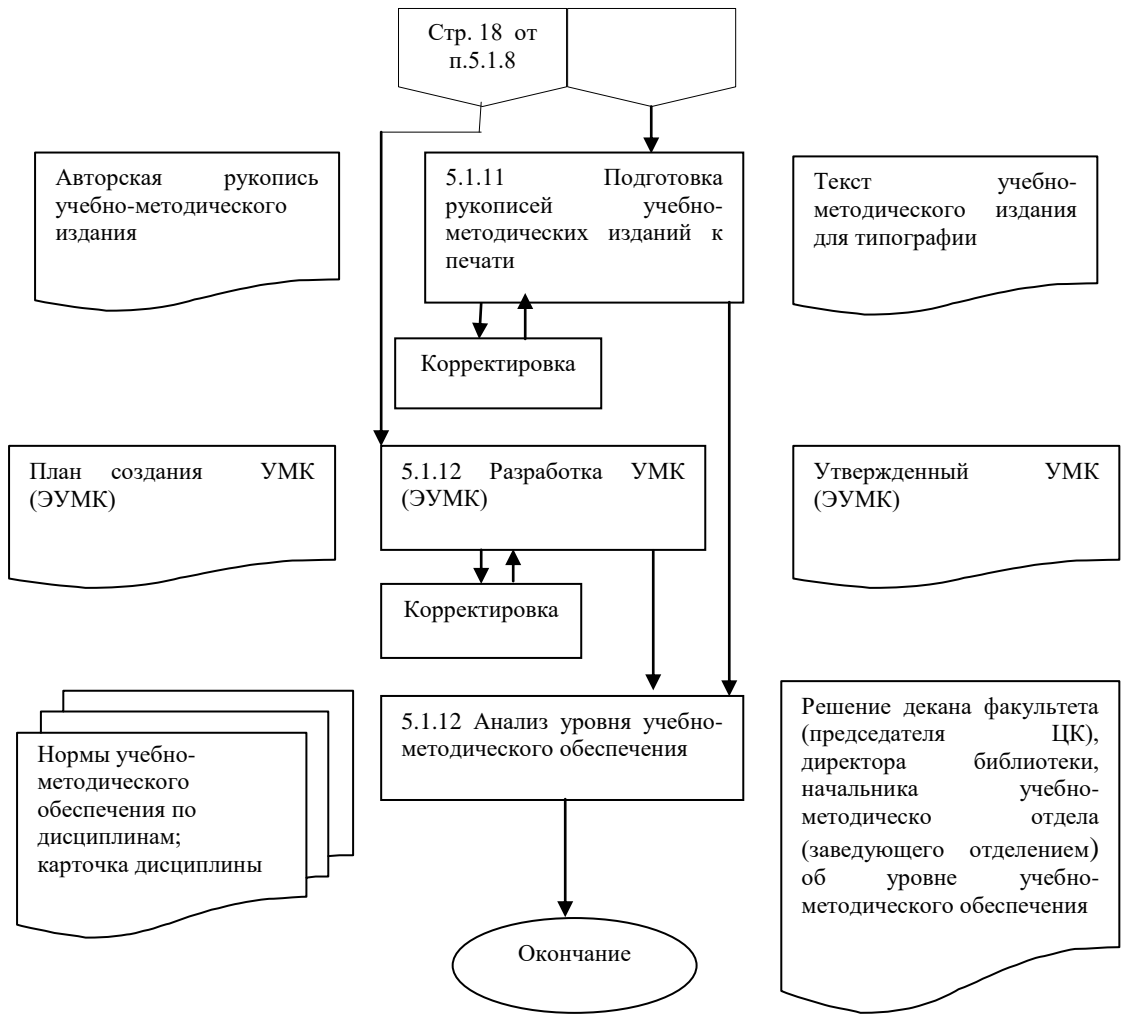 Стр. 18 от
п.5.1.8
Авторская рукопись
учебно-методического
издания
5.1.11 Подготовка
рукописей учебно-
методических изданий к
печати
Текст учебно-
методического издания
для типографии
Корректировка
План создания УМК
(ЭУМК)
5.1.12 Разработка УМК
(ЭУМК)
Утвержденный УМК
(ЭУМК)
Корректировка
Нормы учебно-
методического
обеспечения по
дисциплинам;
карточка дисциплины
5.1.12 Анализ уровня учебно-
методического обеспечения
Решение декана факультета
(председателя ЦК),
директора библиотеки,
начальника учебно-
методическо отдела
(заведующего отделением)
об уровне учебно-
методического обеспечения
Окончание